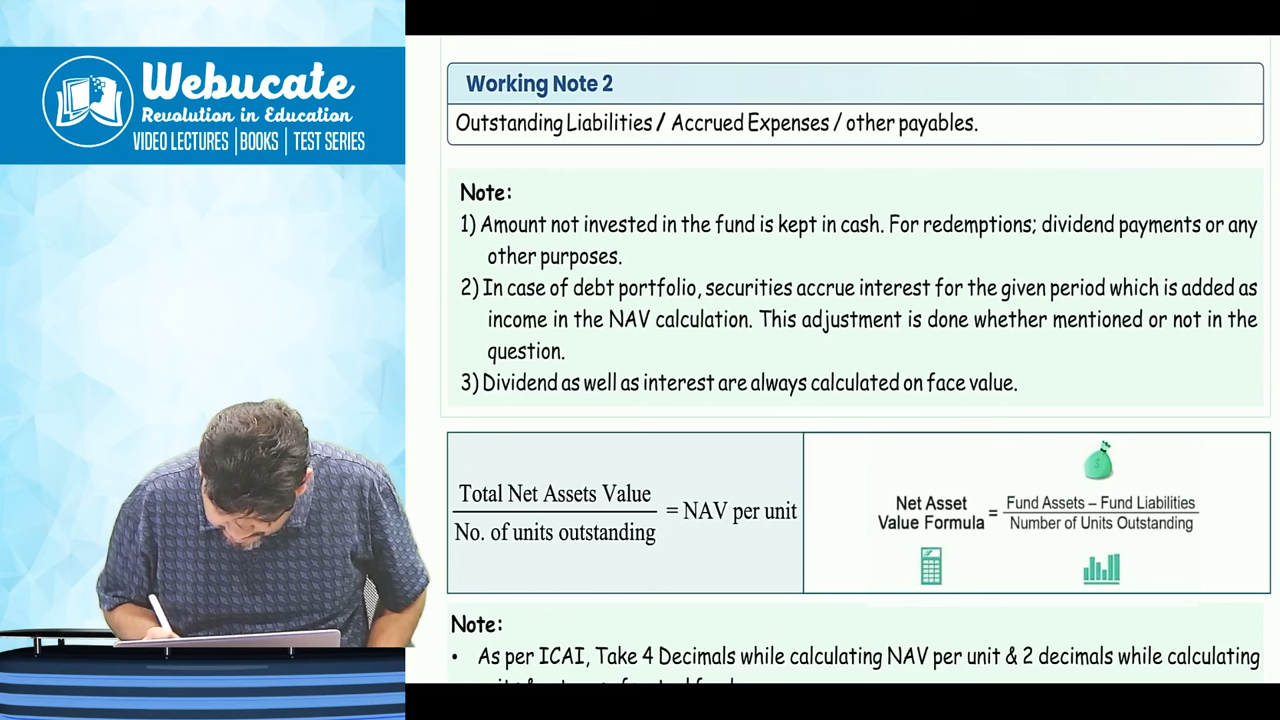 Webucate
Revolution in Education
VIDEO LECTURES | BOOKS | TEST SERIES
Working Note 2
Outstanding Liabilities / Accrued Expenses / other payables.
Note:
1) Amount not invested in the fund is kept in cash. For redemptions; dividend payments or any
other purposes.
2) In case of debt portfolio, securities accrue interest for the given period which is added as
income in the NAV calculation. This adjustment is done whether mentioned or not in the
question.
3) Dividend as well as interest are always calculated on face value.
Total Net Assets Value
No. of units outstanding
= NAV per unit
$
Net Asset
Value Formula
=
Fund Assets – Fund Liabilities
Number of Units Outstanding
Note:
• As per ICAI, Take 4 Decimals while calculating NAV per unit & 2 decimals while calculating